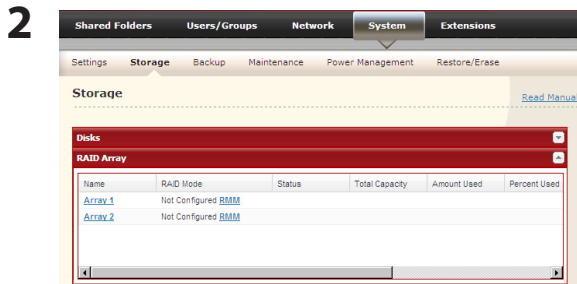 2
Shared Folders Users/Groups Network System Extensions
Settings Storage Backup Maintenance Power Management Restore/Erase
Storage
Read Manual
Disks
RAID Array
Name RAID Mode Status Total Capacity Amount Used Percent Used
Array 1 Not Configured RMM
Array 2 Not Configured RMM